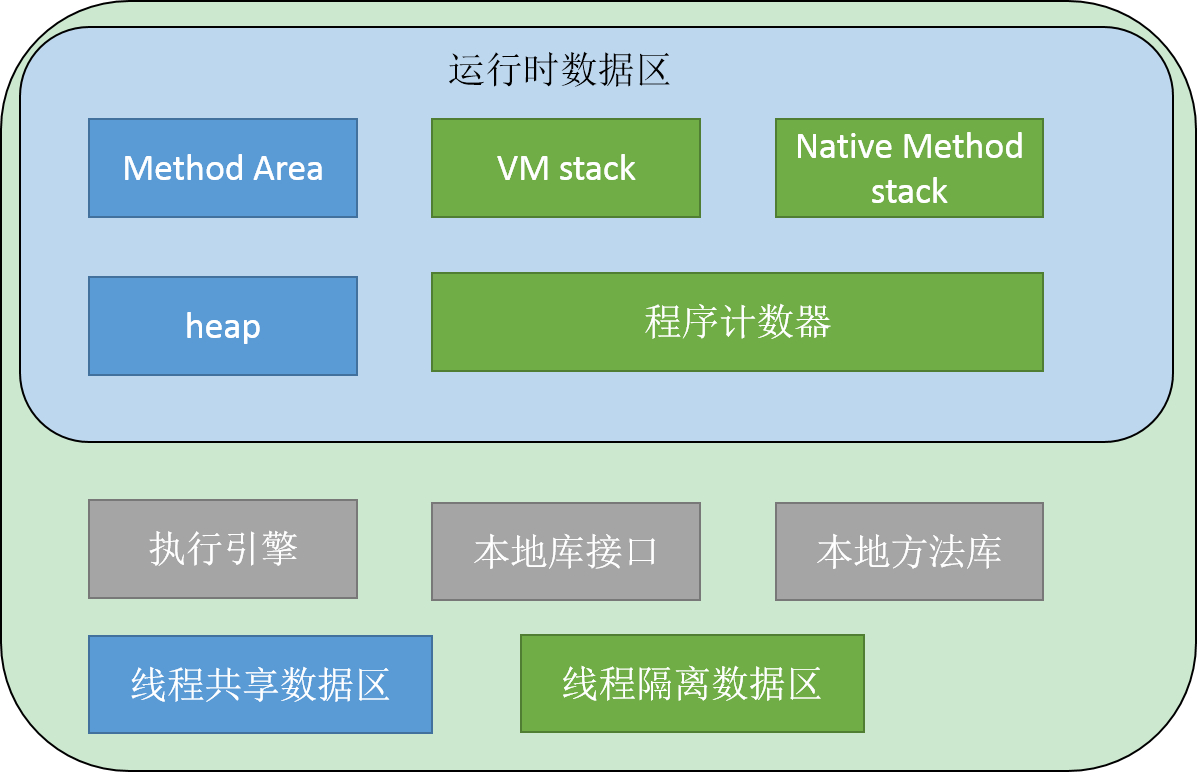 运行时数据区
Method Area
VM stack
Native Method
stack
heap
程序计数器
执行引擎
本地库接口
本地方法库
线程共享数据区
线程隔离数据区